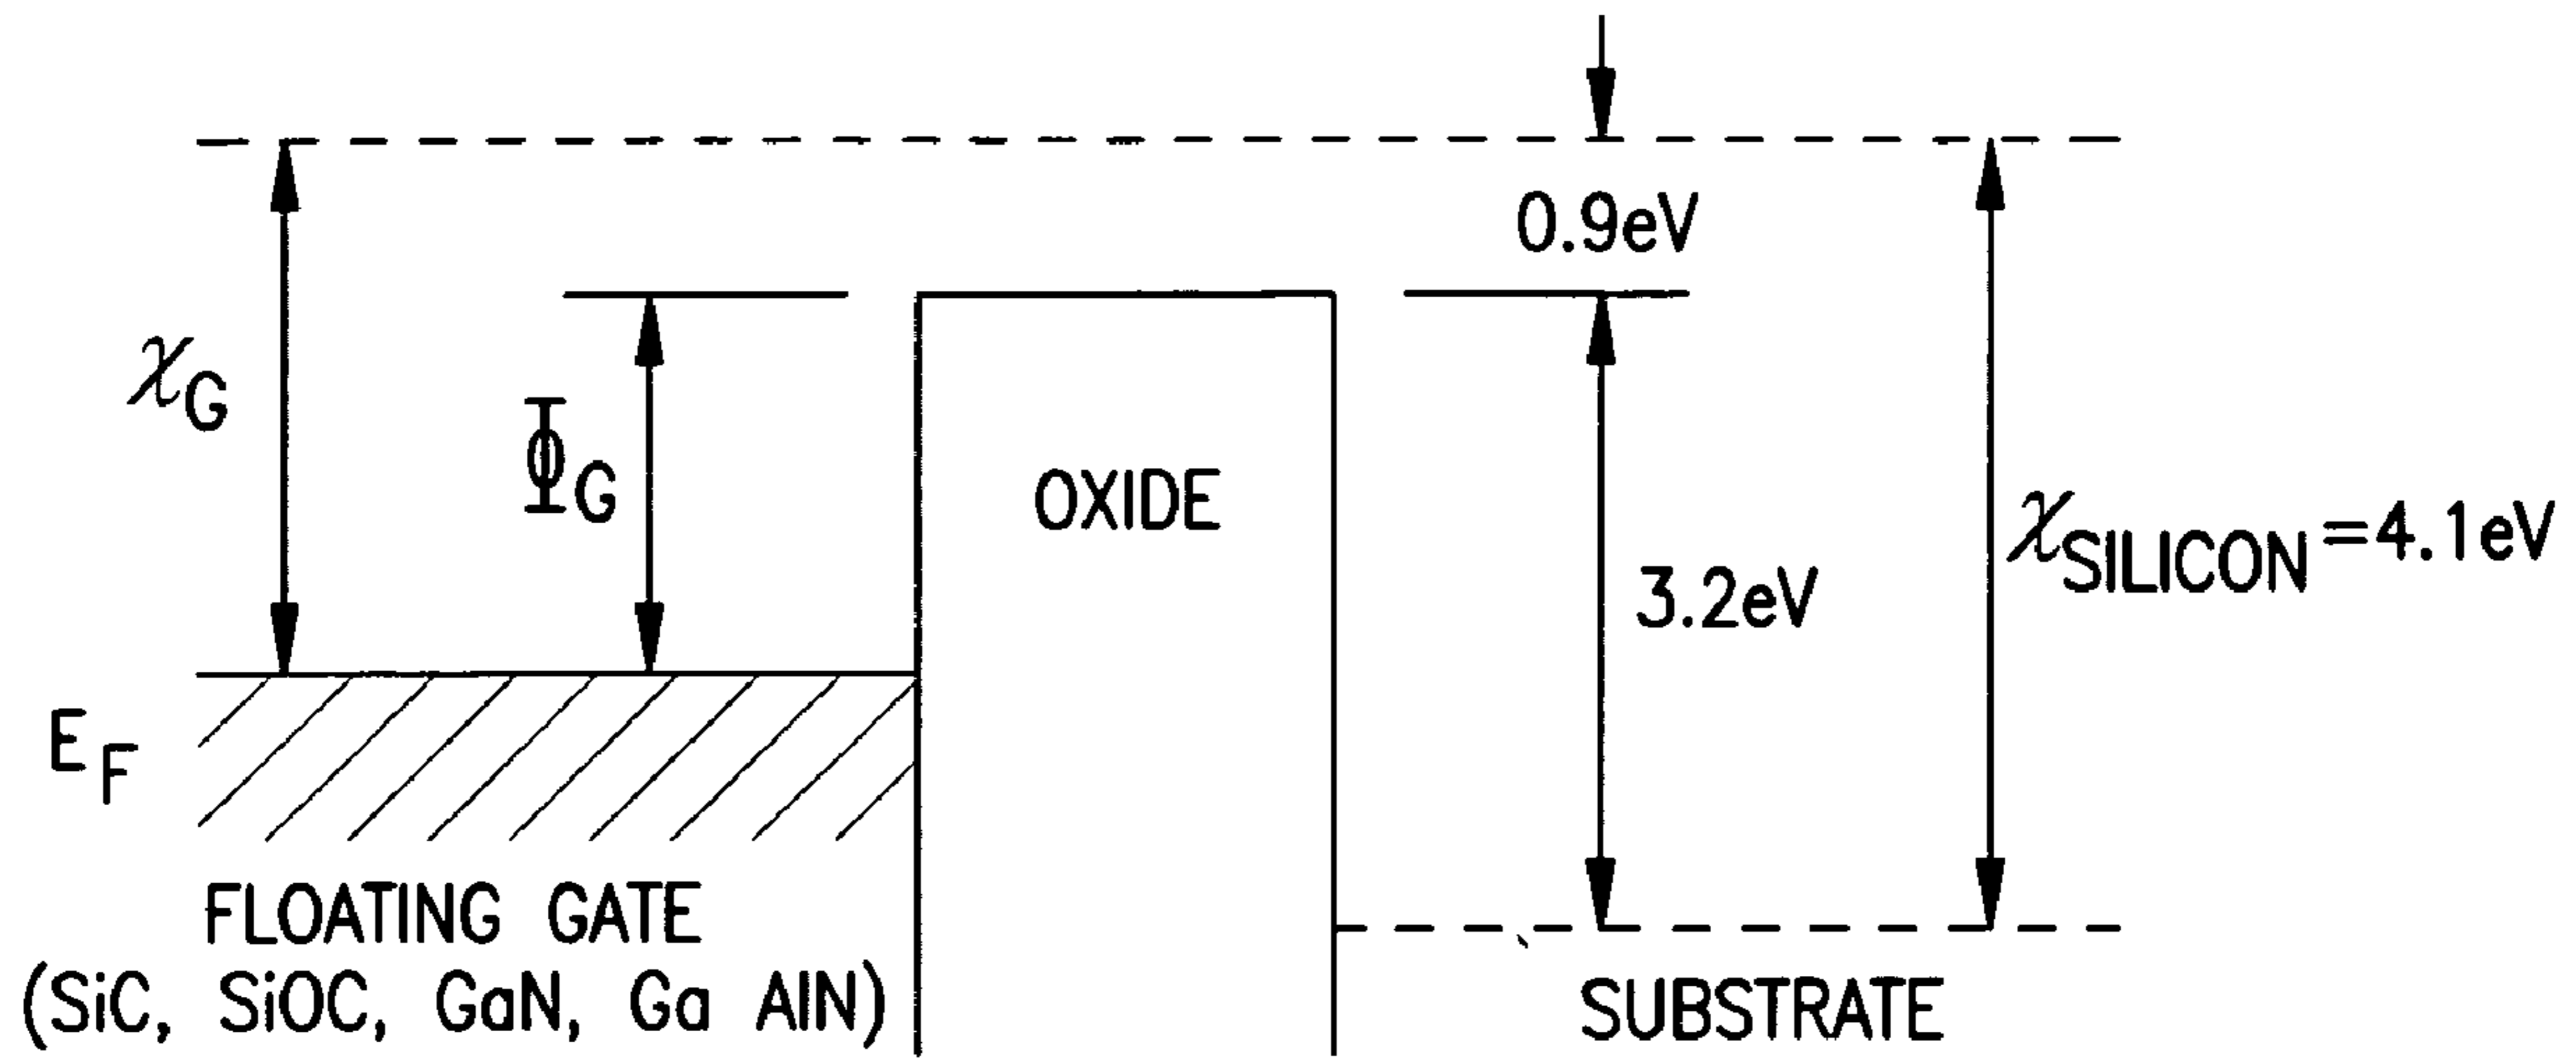 0.9eV
χG
ΦG
OXIDE
χSILICON=4.1eV
3.2eV
EF
FLOATING GATE
(SiC, SiOC, GaN, Ga AlN)
SUBSTRATE